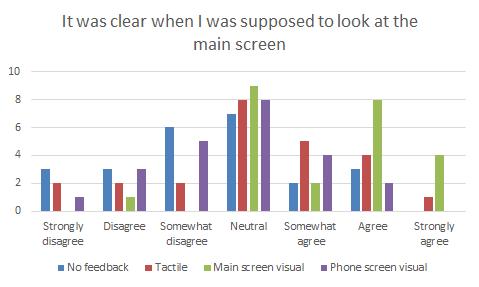 It was clear when I was supposed to look at the
main screen
10
8
6
4
2
0
Strongly disagree
Disagree
Somewhat disagree
Neutral
Somewhat agree
Agree
Strongly agree
No feedback
Tactile
Main screen visual
Phone screen visual